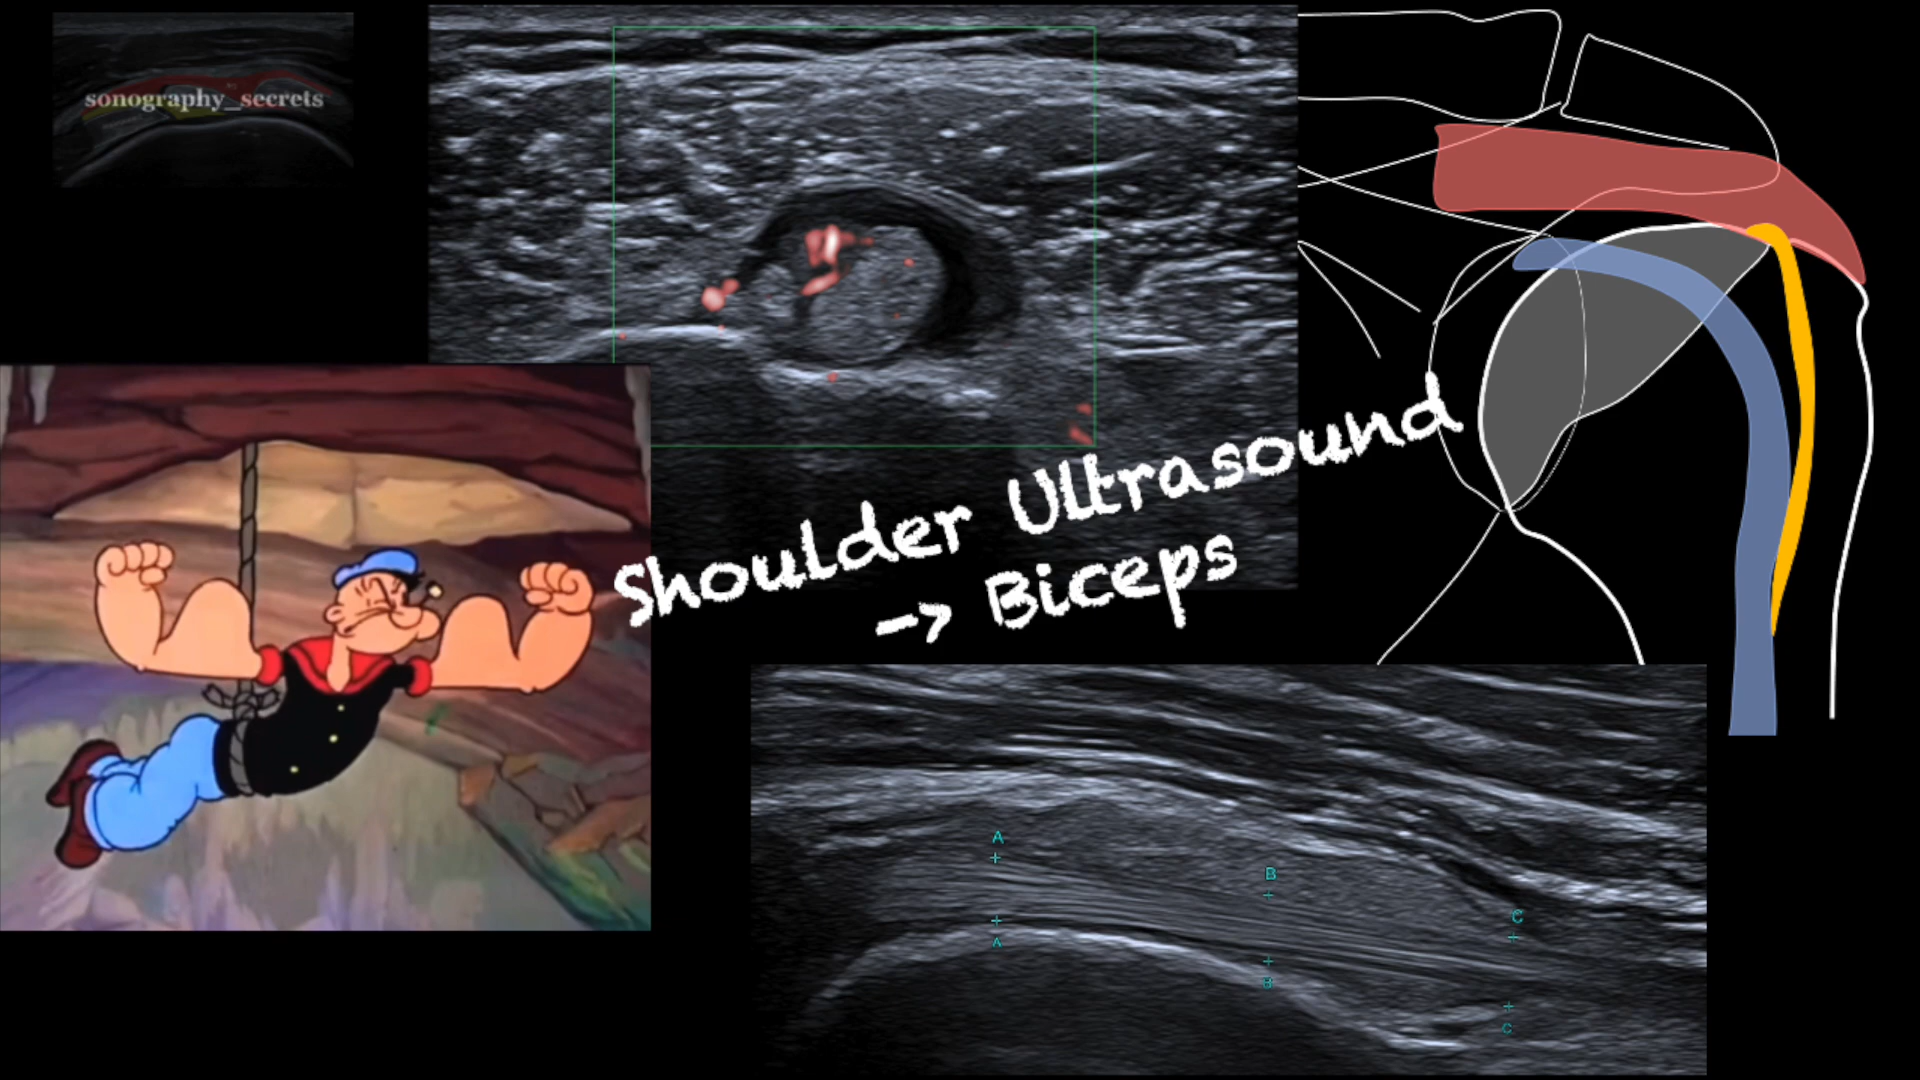 sonography_secrets
Shoulder Ultrasound
-> Biceps
A
B
C
A
B
C